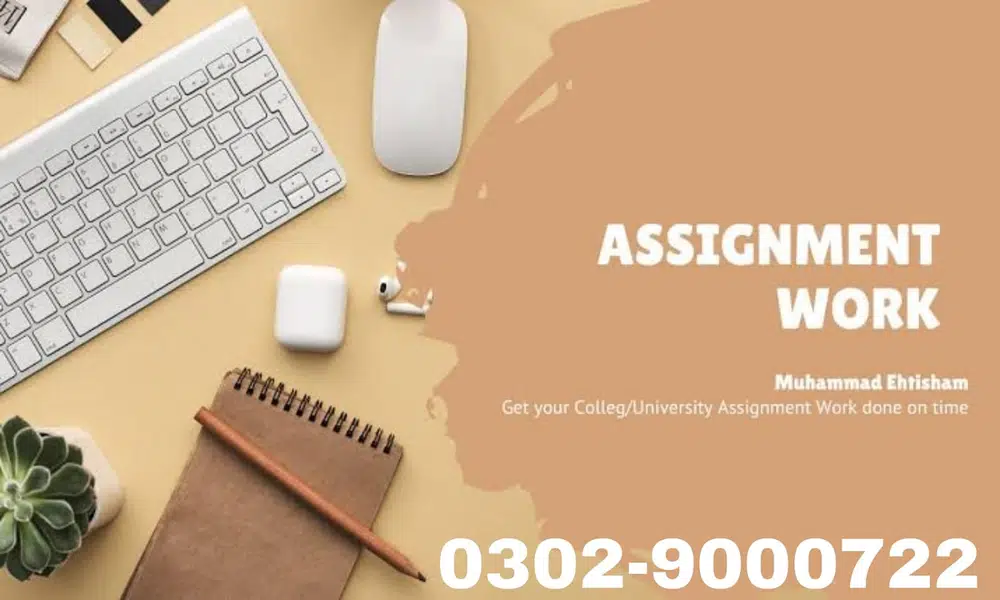 ASSIGNMENT
WORK
Muhammad Ehtisham
Get your Colleg/University Assignment Work done on time
0302-9000722